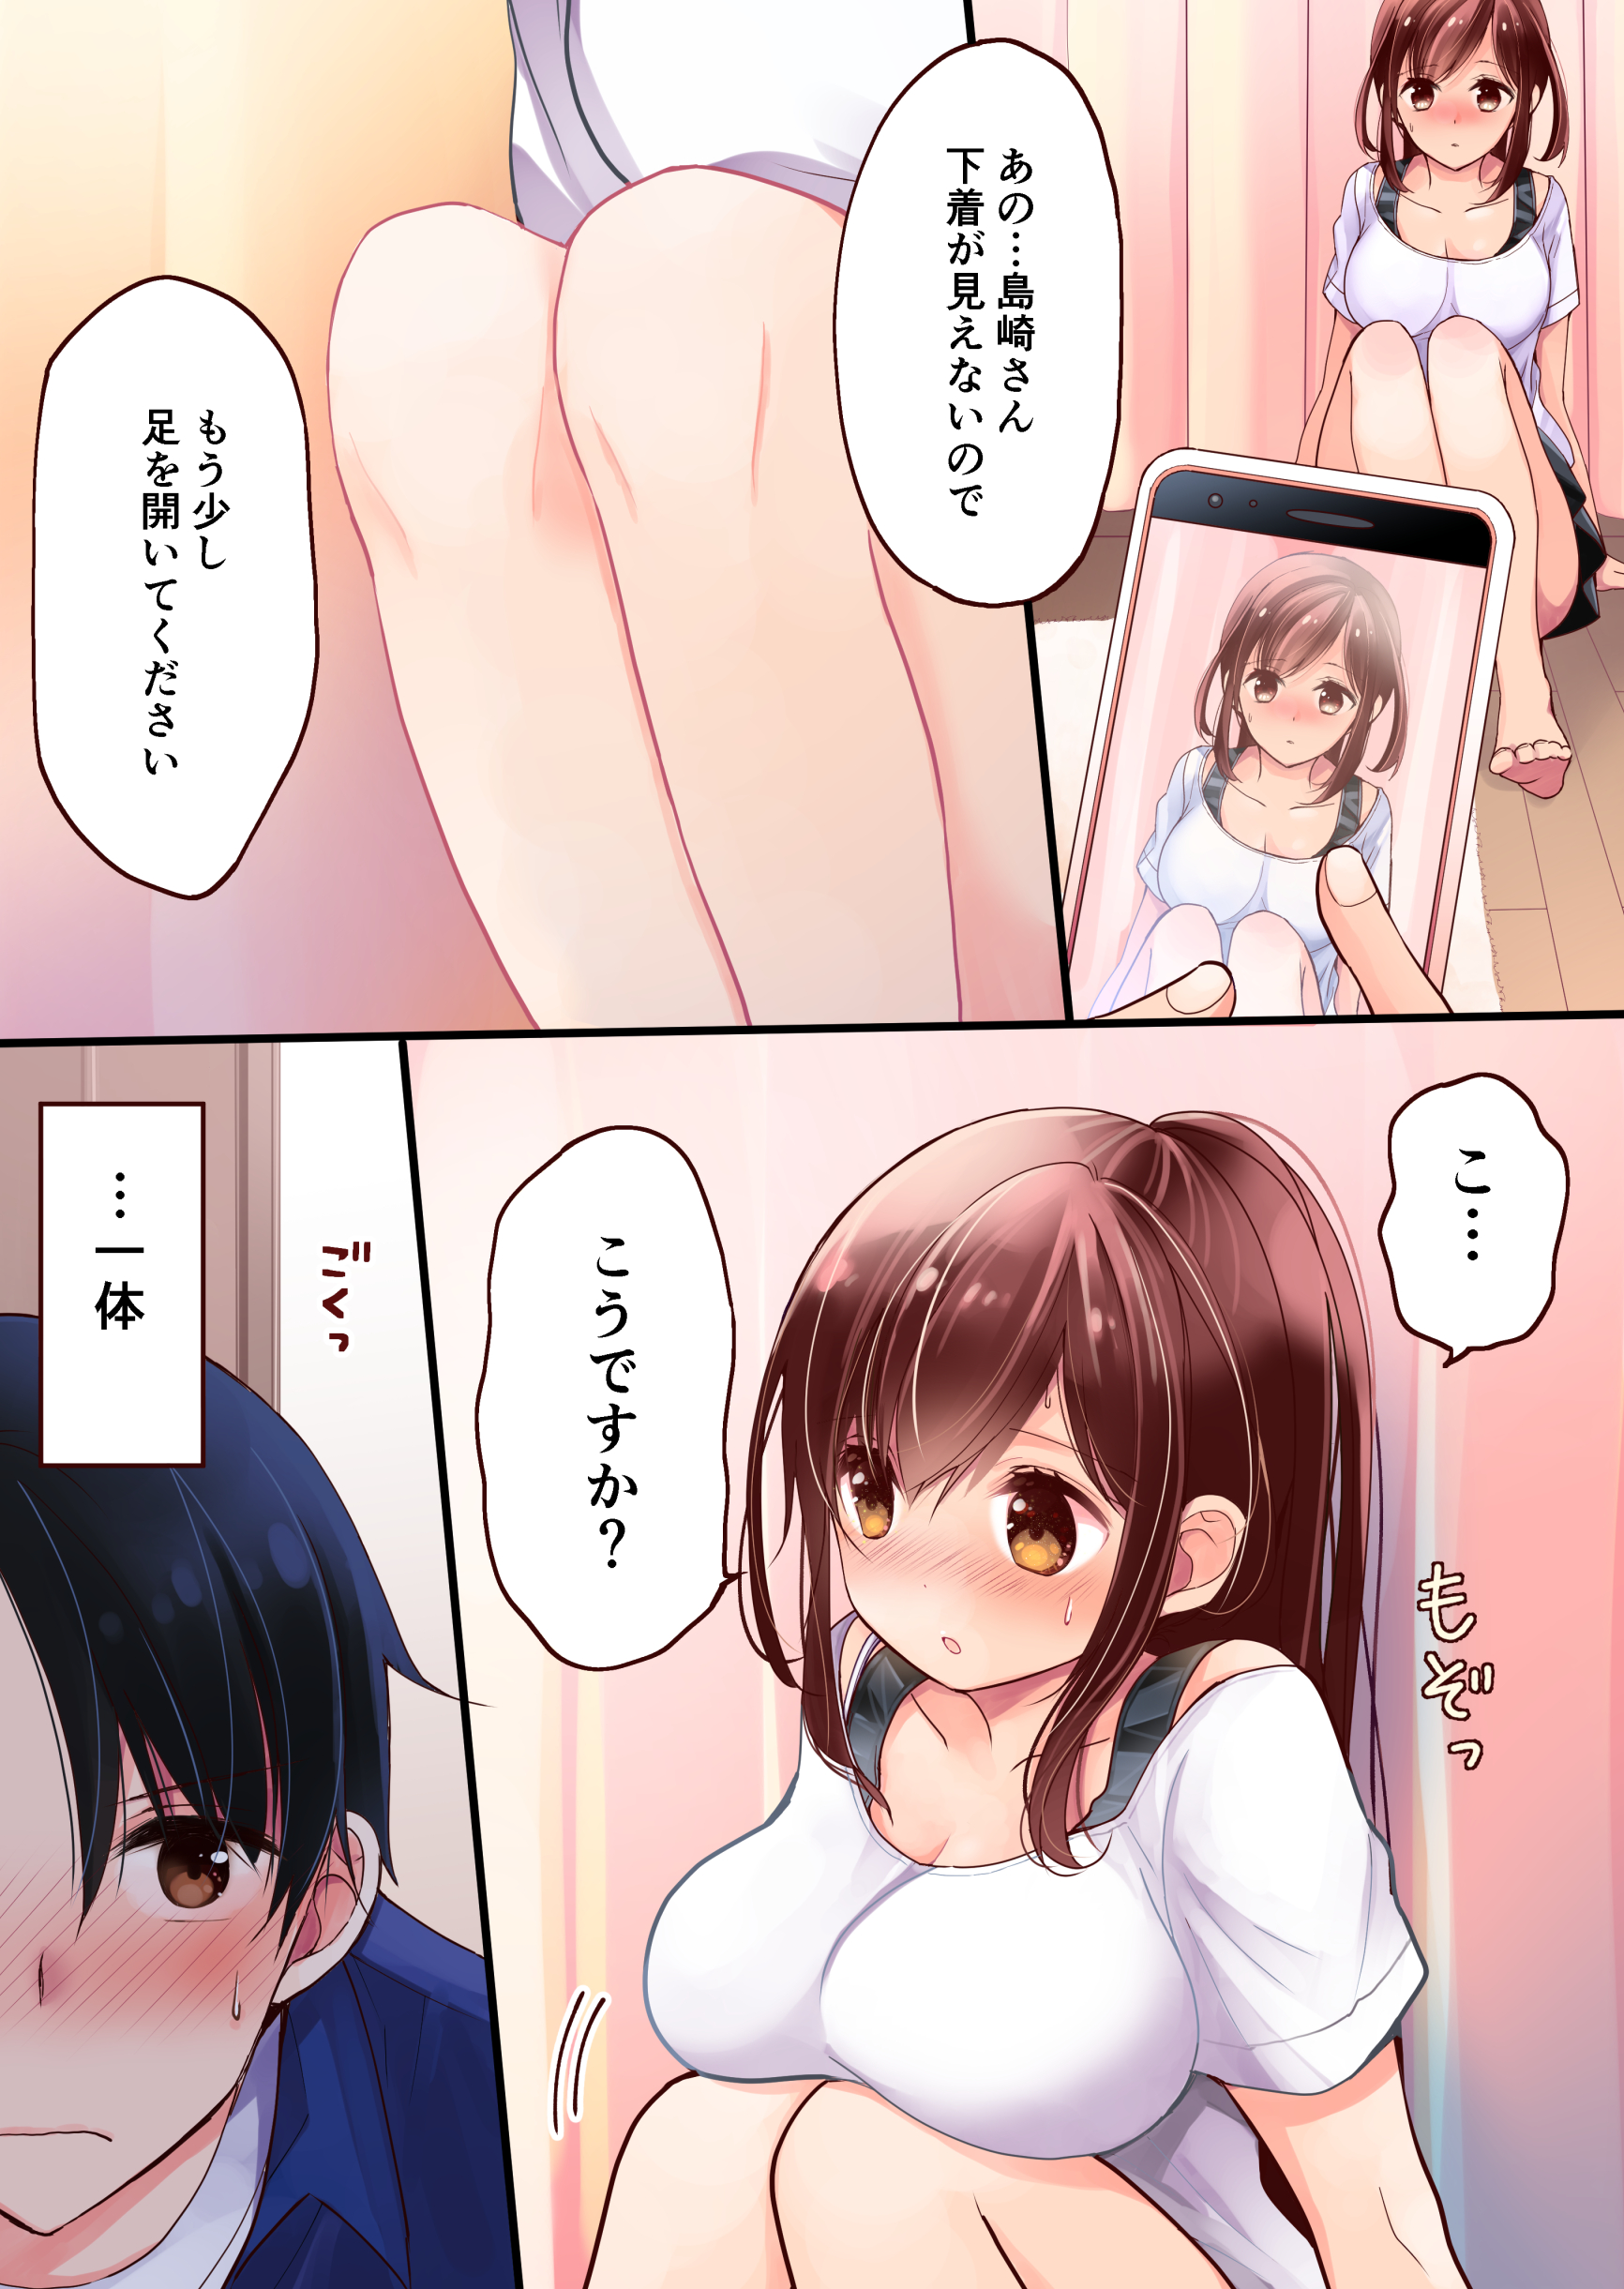 あの…島崎さん
下着が見えないので
もう少し
足を開いてください
こ…
こうですか？
もぞっ
ごくっ
…一体